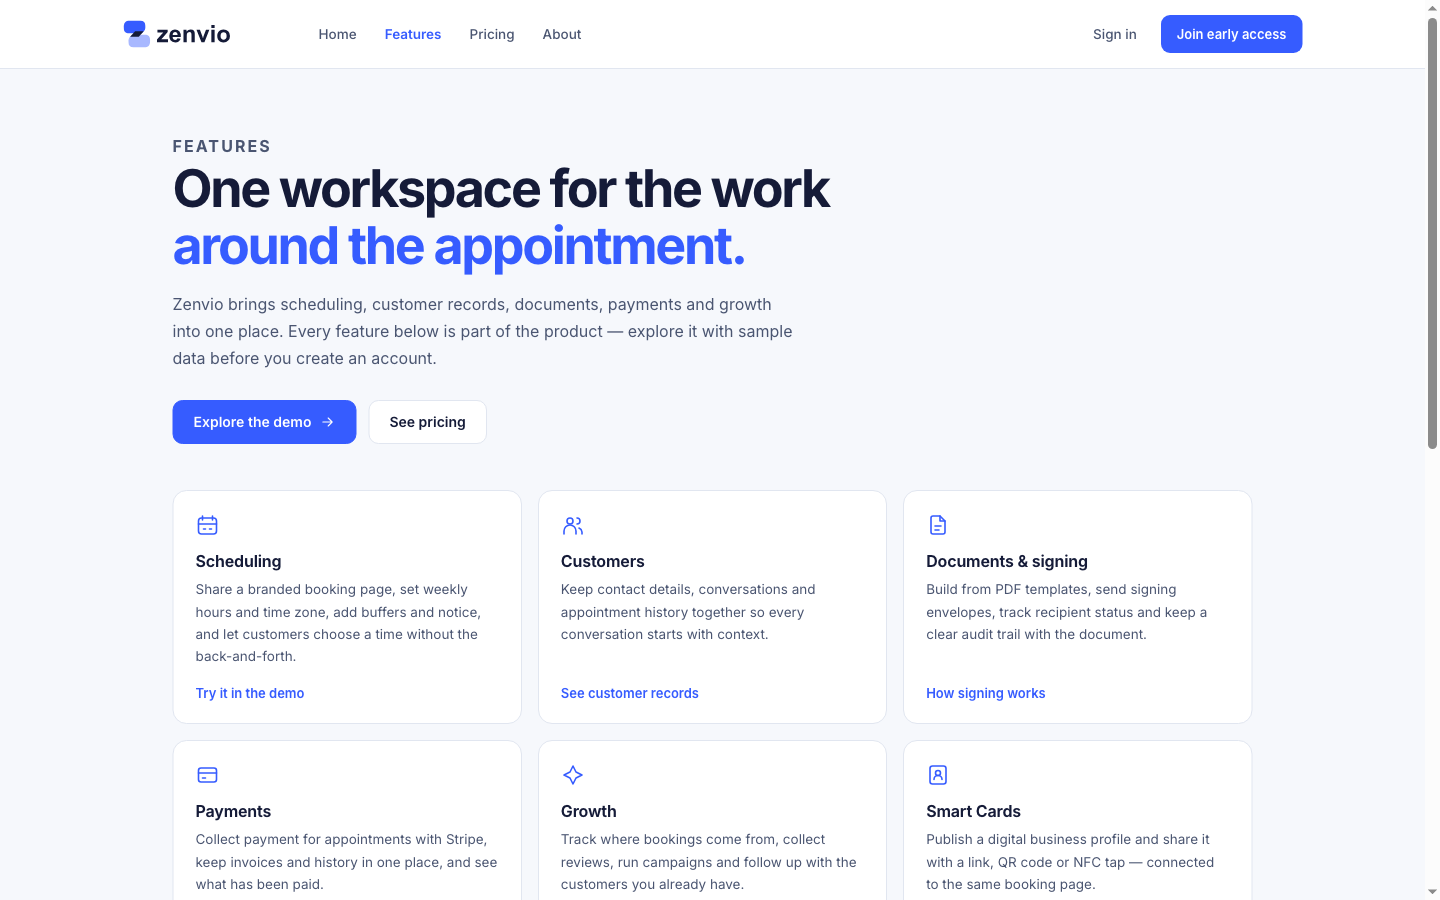 zenvio
Home
Features
Pricing
About
Sign in
Join early access
FEATURES
One workspace for the work
around the appointment.
Zenvio brings scheduling, customer records, documents, payments and growth
into one place. Every feature below is part of the product — explore it with sample
data before you create an account.
Explore the demo →
See pricing
Scheduling
Share a branded booking page, set weekly
hours and time zone, add buffers and notice,
and let customers choose a time without the
back-and-forth.
Try it in the demo
Customers
Keep contact details, conversations and
appointment history together so every
conversation starts with context.
See customer records
Documents & signing
Build from PDF templates, send signing
envelopes, track recipient status and keep a
clear audit trail with the document.
How signing works
Payments
Collect payment for appointments with Stripe,
keep invoices and history in one place, and see
what has been paid.
Growth
Track where bookings come from, collect
reviews, run campaigns and follow up with the
customers you already have.
Smart Cards
Publish a digital business profile and share it
with a link, QR code or NFC tap — connected
to the same booking page.